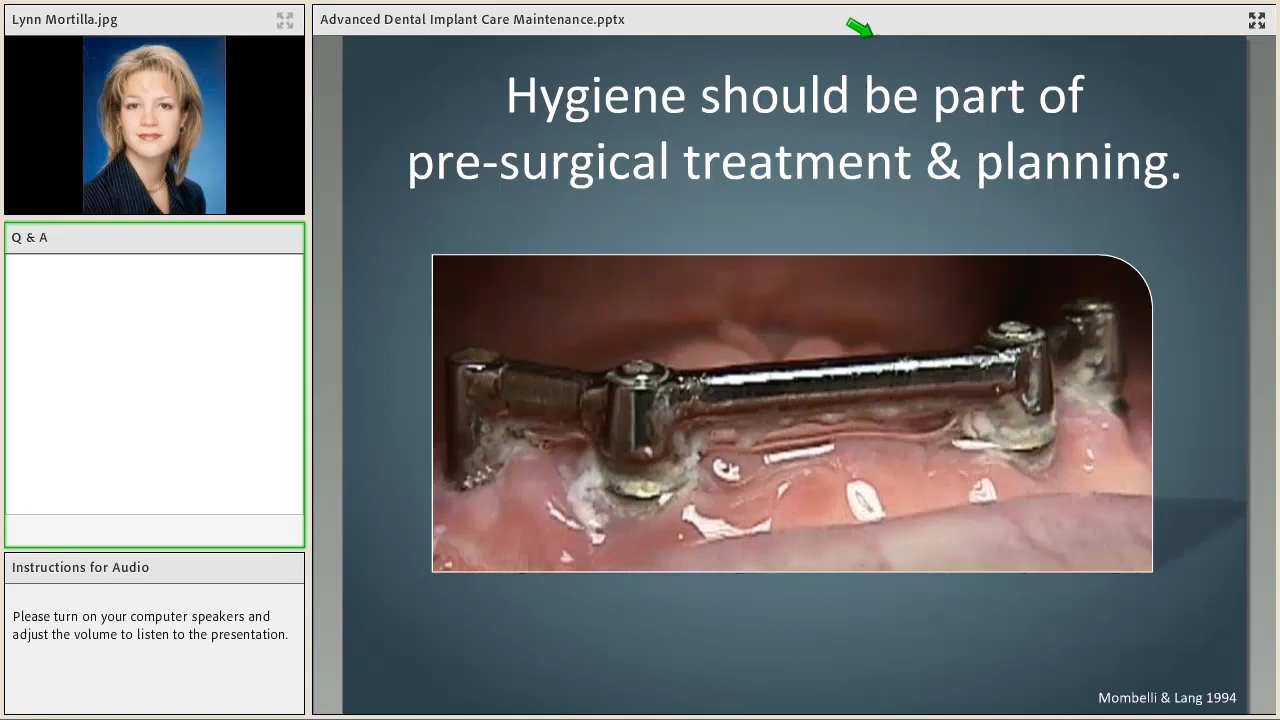 Lynn Mortilla.jpg
Advanced Dental Implant Care Maintenance.pptx
Hygiene should be part of
pre-surgical treatment & planning.
Q & A
Instructions for Audio
Please turn on your computer speakers and
adjust the volume to listen to the presentation.
Mombelli & Lang 1994